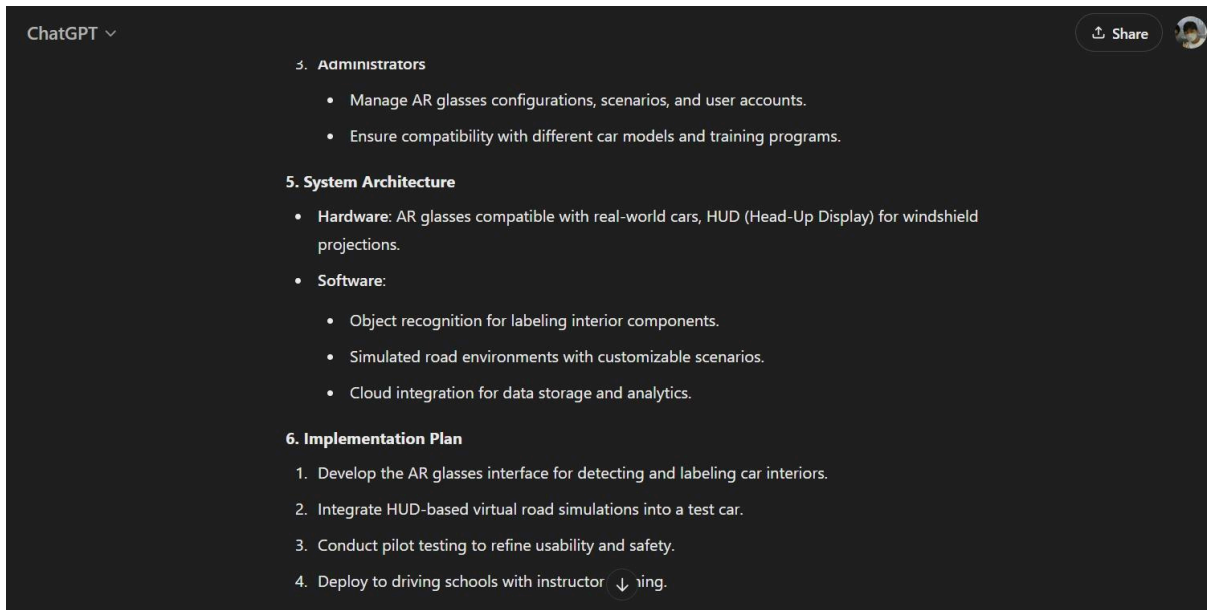 ChatGPT
Share
3. Administrators
• Manage AR glasses configurations, scenarios, and user accounts.
• Ensure compatibility with different car models and training programs.
5. System Architecture
• Hardware: AR glasses compatible with real-world cars, HUD (Head-Up Display) for windshield
projections.
• Software:
• Object recognition for labeling interior components.
• Simulated road environments with customizable scenarios.
• Cloud integration for data storage and analytics.
6. Implementation Plan
1. Develop the AR glasses interface for detecting and labeling car interiors.
2. Integrate HUD-based virtual road simulations into a test car.
3. Conduct pilot testing to refine usability and safety.
4. Deploy to driving schools with instructor